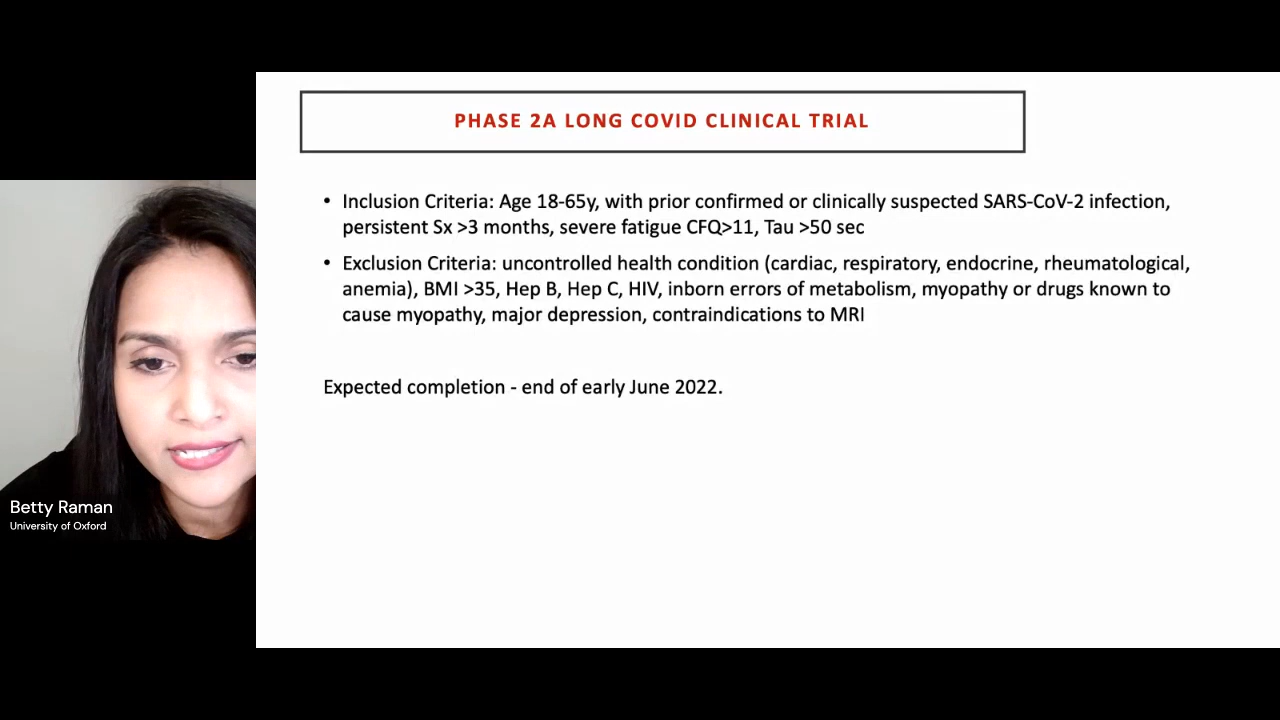 PHASE 2A LONG COVID CLINICAL TRIAL
• Inclusion Criteria: Age 18-65y, with prior confirmed or clinically suspected SARS-CoV-2 infection,
persistent Sx >3 months, severe fatigue CFQ>11, Tau >50 sec
• Exclusion Criteria: uncontrolled health condition (cardiac, respiratory, endocrine, rheumatological,
anemia), BMI >35, Hep B, Hep C, HIV, inborn errors of metabolism, myopathy or drugs known to
cause myopathy, major depression, contraindications to MRI
Expected completion - end of early June 2022.
Betty Raman
University of Oxford